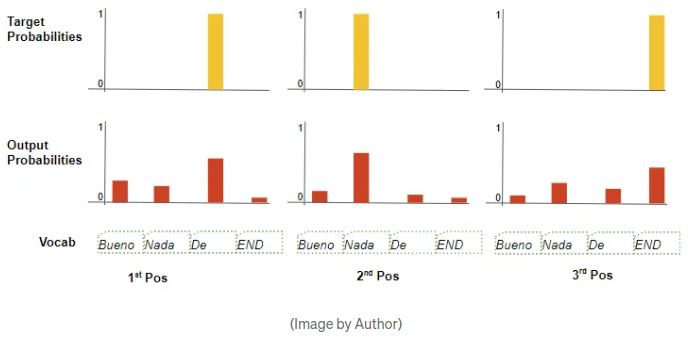 Target
Probabilities
1
0
1
0
1
0
Output
Probabilities
1
0
1
0
1
0
Vocab
Bueno Nada De END
Bueno Nada De END
Bueno Nada De END
1st Pos
2nd Pos
3rd Pos
(Image by Author)